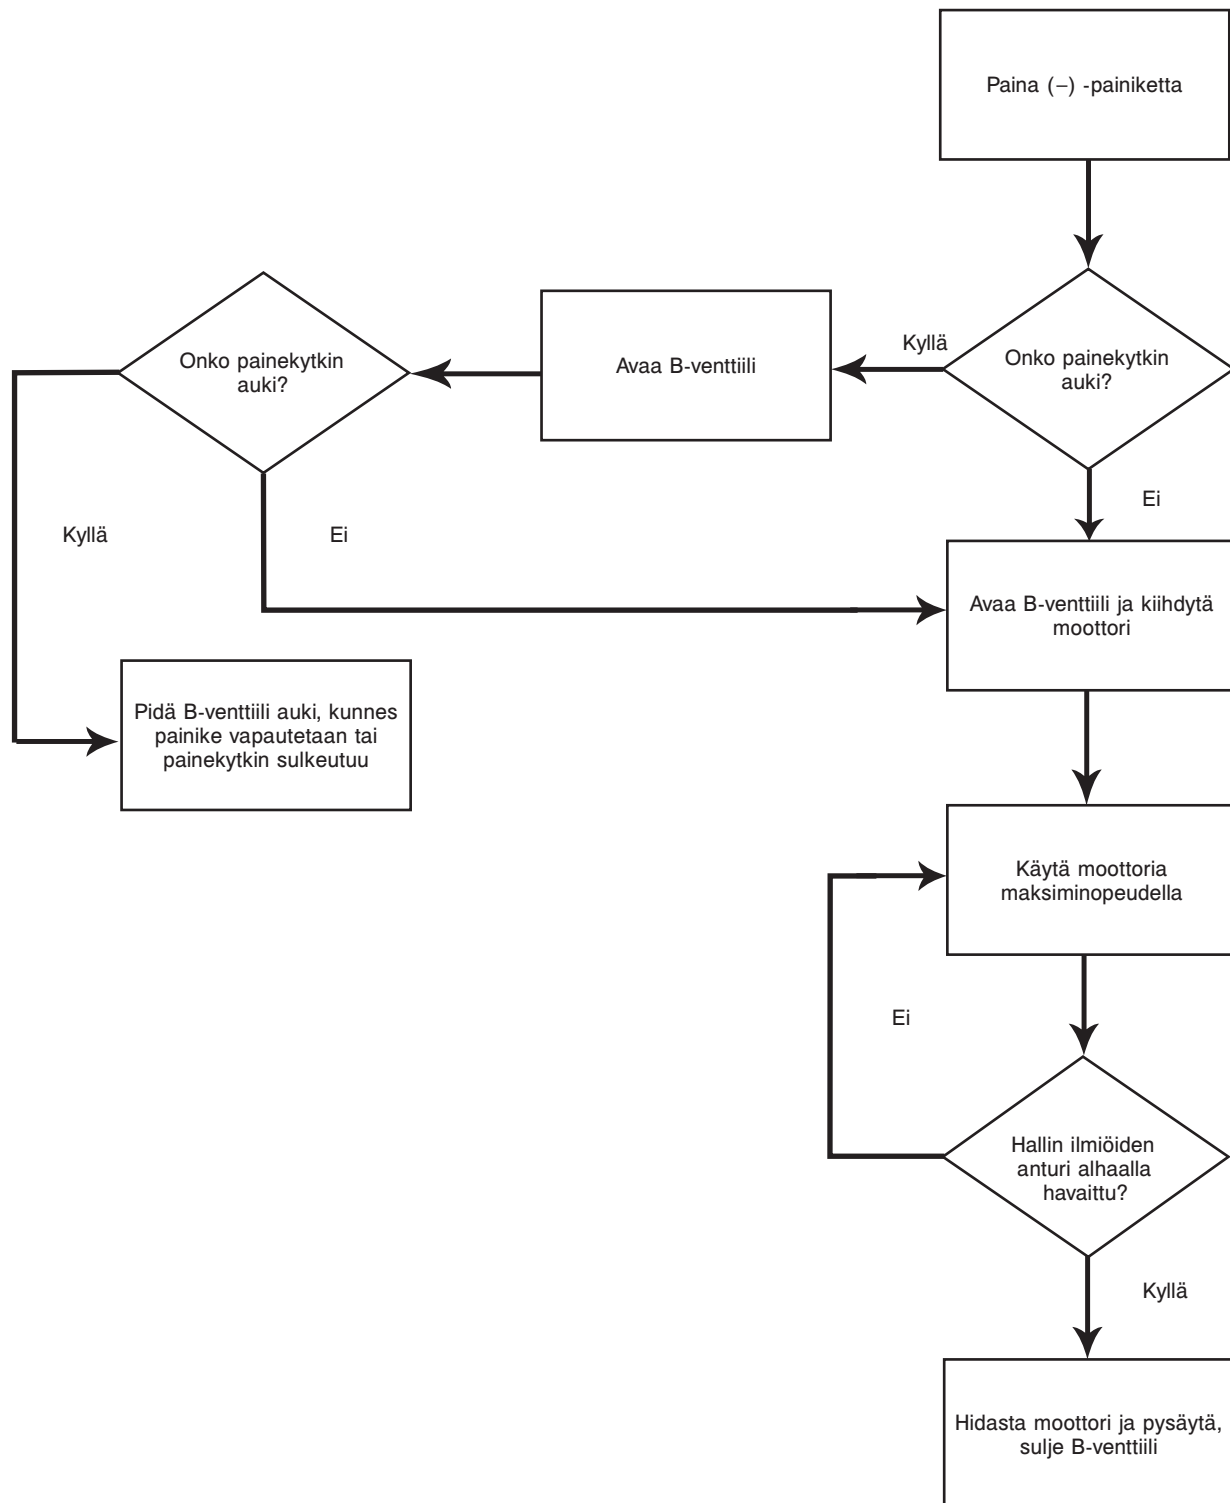 Paina (–) -painiketta
Onko painekytkin
auki?
Kyllä
Avaa B-venttiili
Onko painekytkin
auki?
Kyllä
Ei
Ei
Avaa B-venttiili ja kiihdytä
moottori
Pidä B-venttiili auki, kunnes
painike vapautetaan tai
painekytkin sulkeutuu
Käytä moottoria
maksiminopeudella
Ei
Hallin ilmiöiden
anturi alhaalla
havaittu?
Kyllä
Hidasta moottori ja pysäytä,
sulje B-venttiili